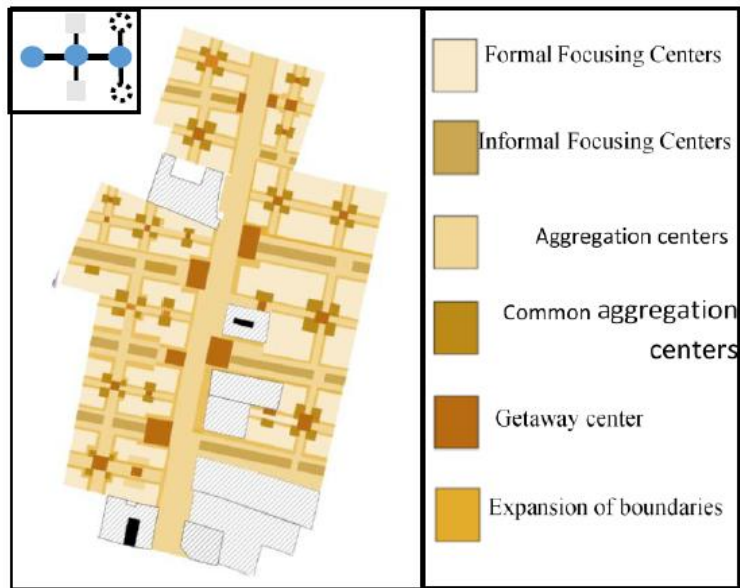 Formal Focusing Centers
Informal Focusing Centers
Aggregation centers
Common aggregation
centers
Getaway center
Expansion of boundaries